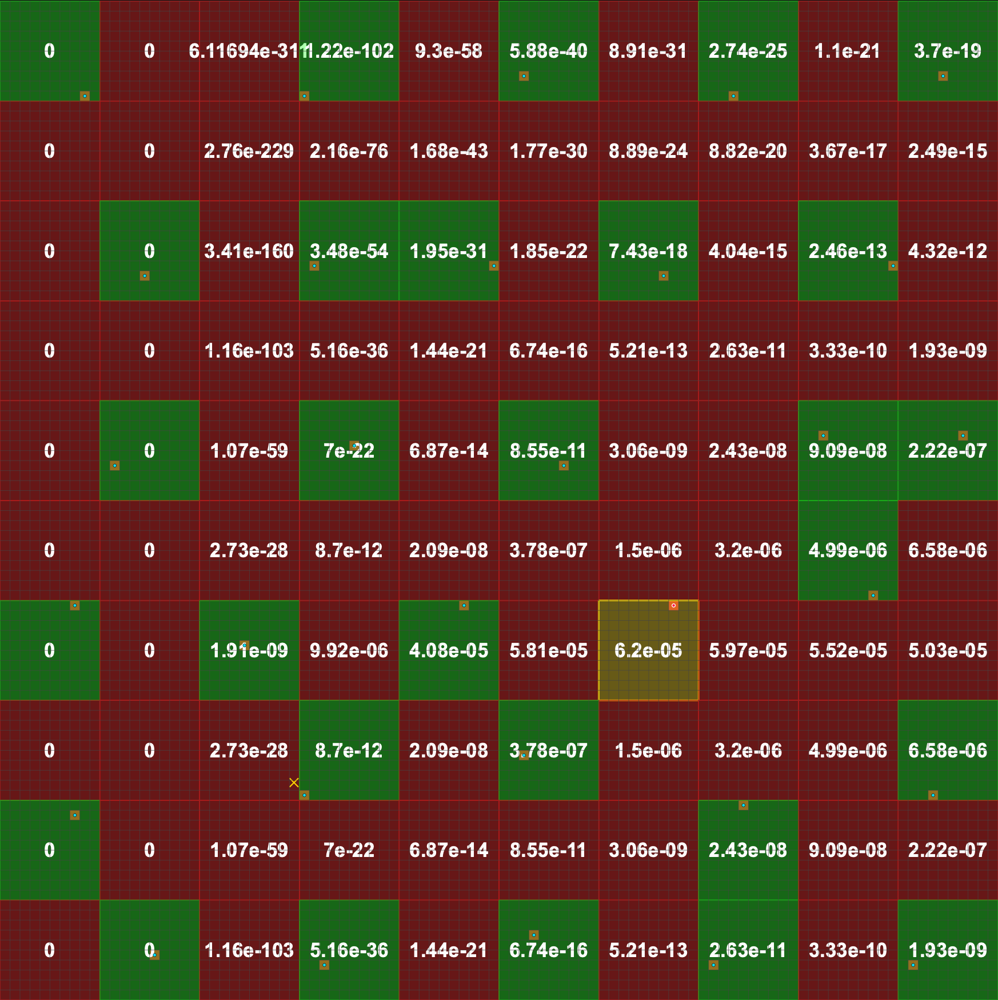 0 0 6.11694e-311 1.22e-102 9.3e-58 5.88e-40 8.91e-31 2.74e-25 1.1e-21 3.7e-19
0 0 2.76e-229 2.16e-76 1.68e-43 1.77e-30 8.89e-24 8.82e-20 3.67e-17 2.49e-15
0 0 3.41e-160 3.48e-54 1.95e-31 1.85e-22 7.43e-18 4.04e-15 2.46e-13 4.32e-12
0 0 1.16e-103 5.16e-36 1.44e-21 6.74e-16 5.21e-13 2.63e-11 3.33e-10 1.93e-09
0 0 1.07e-59 7e-22 6.87e-14 8.55e-11 3.06e-09 2.43e-08 9.09e-08 2.22e-07
0 0 2.73e-28 8.7e-12 2.09e-08 3.78e-07 1.5e-06 3.2e-06 4.99e-06 6.58e-06
0 0 1.91e-09 9.92e-06 4.08e-05 5.81e-05 6.2e-05 5.97e-05 5.52e-05 5.03e-05
0 0 2.73e-28 8.7e-12 2.09e-08 3.78e-07 1.5e-06 3.2e-06 4.99e-06 6.58e-06
0 0 1.07e-59 7e-22 6.87e-14 8.55e-11 3.06e-09 2.43e-08 9.09e-08 2.22e-07
0 0 1.16e-103 5.16e-36 1.44e-21 6.74e-16 5.21e-13 2.63e-11 3.33e-10 1.93e-09